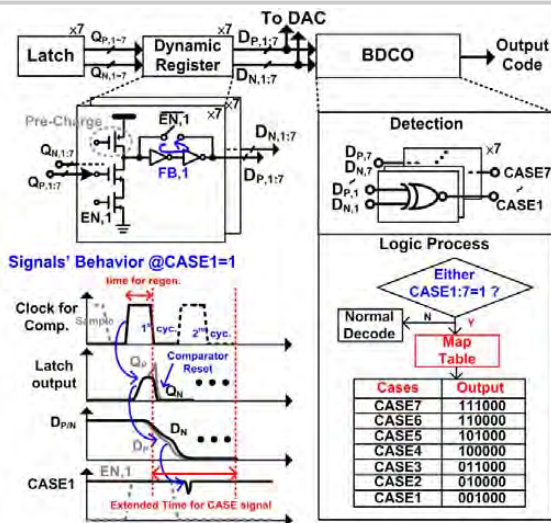 To DAC
x7
Latch
Q_P,1~7
Q_N,1~7
x7
Dynamic
Register
D_P,1:7
D_N,1:7
BDCO
Output
Code
x7
x7
Pre-Charge
EN,1
Q_N,1:7
Q_P,1:7
FB,1
EN,1
D_N,1:7
D_P,1:7
Detection
x7
D_P,7
D_N,7
D_P,1
D_N,1
CASE7
CASE1
Logic Process
Either
CASE1:7=1 ?
Normal
Decode
N
Y
Map
Table
Cases Output
CASE7 111000
CASE6 110000
CASE5 101000
CASE4 100000
CASE3 011000
CASE2 010000
CASE1 001000
Signals' Behavior @CASE1=1
time for regen.
Clock for
Comp.
Sample
1st cyc.
2nd cyc.
Latch
output
Q_P
Q_N
Comparator
Reset
D_P/N
D_N
D_P
CASE1
EN,1
Extended Time for CASE signal